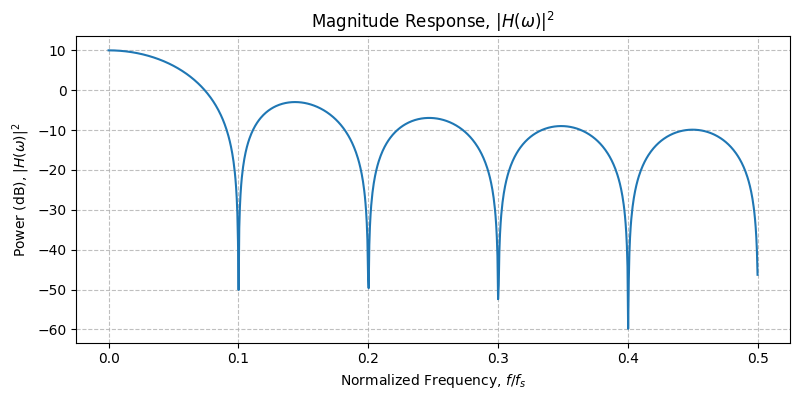 Magnitude Response, |H(ω)|²
10
0
−10
−20
−30
−40
−50
−60
Power (dB), |H(ω)|²
0.0 0.1 0.2 0.3 0.4 0.5
Normalized Frequency, f/fₛ